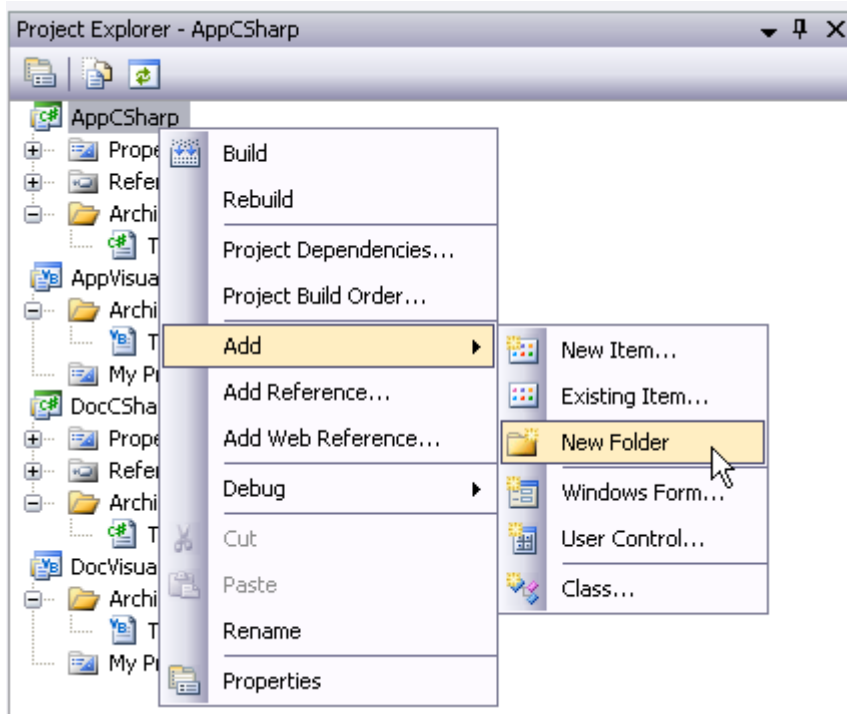 Project Explorer - AppCSharp
AppCSharp
Build
Rebuild
Project Dependencies...
Project Build Order...
Add
Add Reference...
Add Web Reference...
Debug
Cut
Paste
Rename
Properties
New Item...
Existing Item...
New Folder
Windows Form...
User Control...
Class...
Prope
Refer
Archi
T
AppVisua
Archi
T
My Pr
DocCSha
Prope
Refer
Archi
T
DocVisua
Archi
T
My Pr